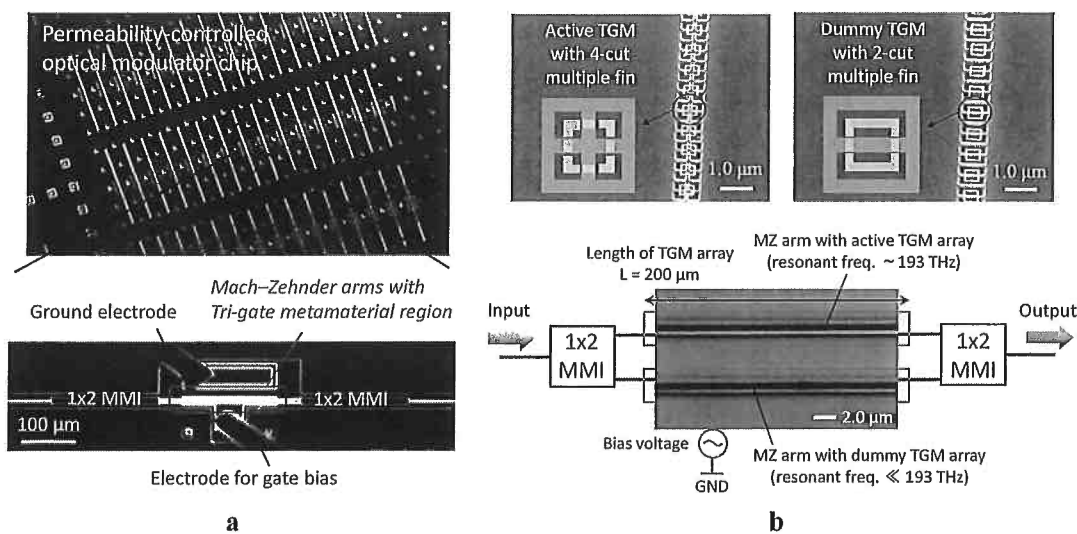 Permeability-controlled
optical modulator chip
Mach–Zehnder arms with
Tri-gate metamaterial region
Ground electrode
1x2 MMI
1x2 MMI
100 μm
Electrode for gate bias
a
Active TGM
with 4-cut
multiple fin
1.0 μm
Dummy TGM
with 2-cut
multiple fin
1.0 μm
Length of TGM array
L = 200 μm
MZ arm with active TGM array
(resonant freq. ~ 193 THz)
Input
1x2
MMI
Output
1x2
MMI
2.0 μm
Bias voltage
GND
MZ arm with dummy TGM array
(resonant freq. ≪ 193 THz)
b